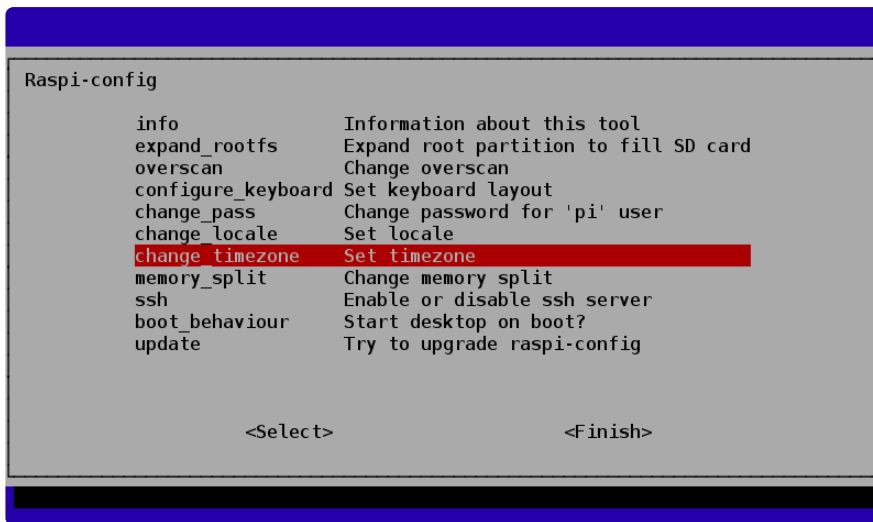 Raspi-config
info Information about this tool
expand_rootfs Expand root partition to fill SD card
overscan Change overscan
configure_keyboard Set keyboard layout
change_pass Change password for 'pi' user
change_locale Set locale
change_timezone Set timezone
memory_split Change memory split
ssh Enable or disable ssh server
boot_behaviour Start desktop on boot?
update Try to upgrade raspi-config
<Select> <Finish>